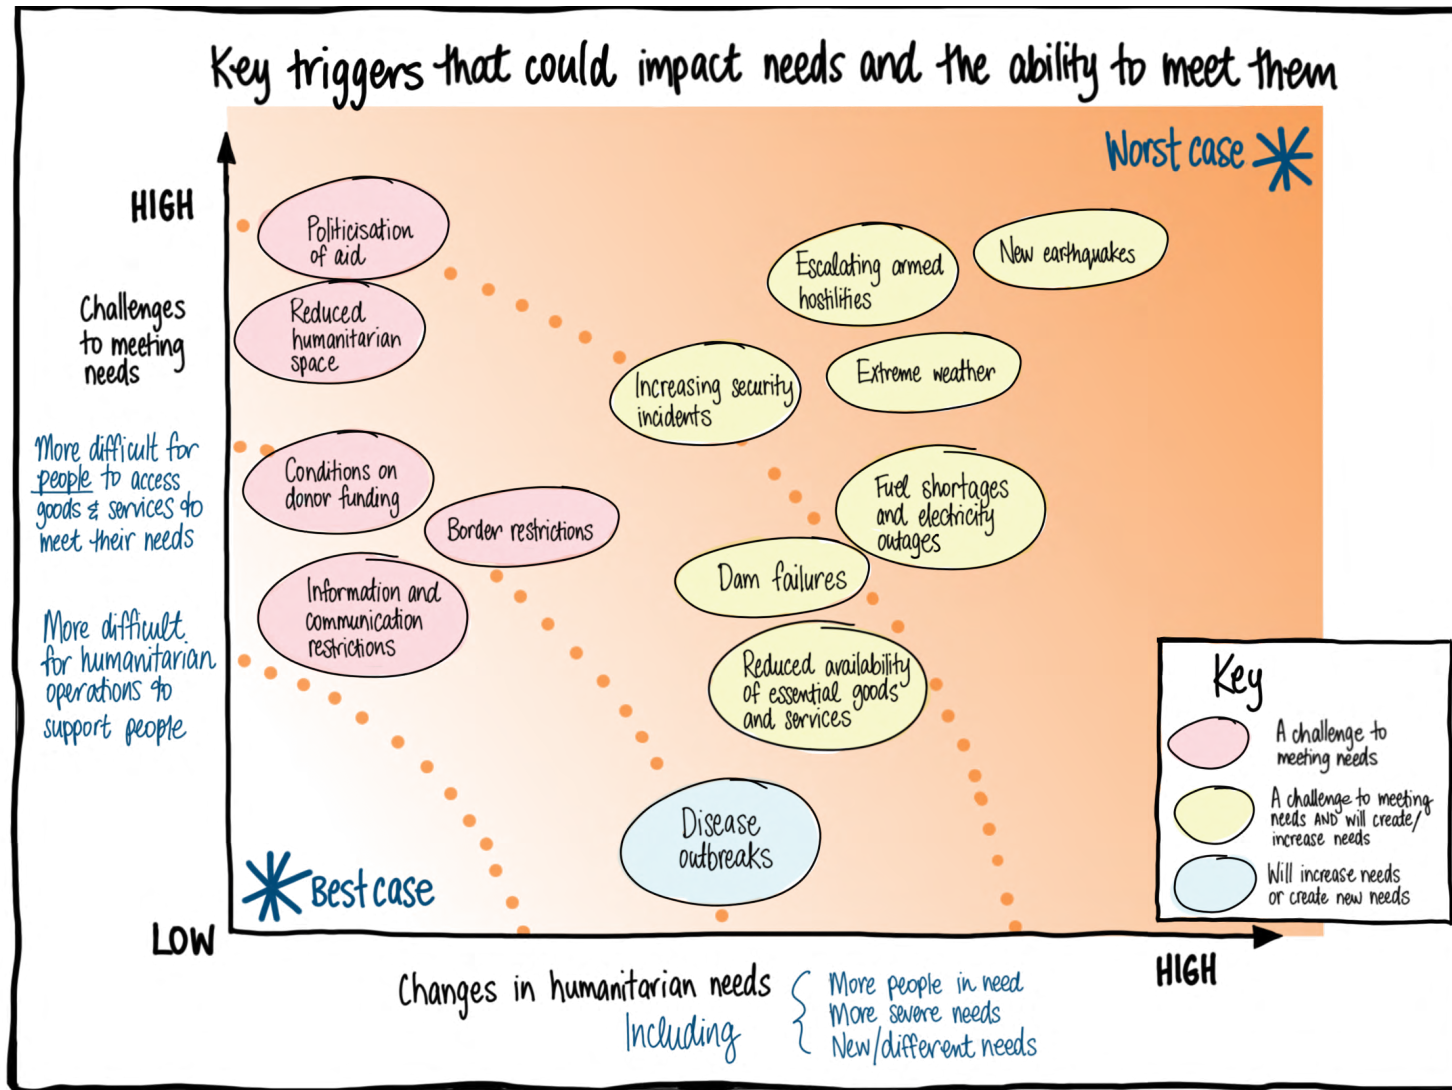 Key triggers that could impact needs and the ability to meet them
Worst case
HIGH
Challenges
to meeting
needs
More difficult for
people to access
goods & services to
meet their needs
More difficult
for humanitarian
operations to
support people
LOW
Politicisation
of aid
Reduced
humanitarian
space
Conditions on
donor funding
Border restrictions
Information and
communication
restrictions
Escalating armed
hostilities
New earthquakes
Increasing security
incidents
Extreme weather
Fuel shortages
and electricity
outages
Dam failures
Reduced availability
of essential goods
and services
Disease
outbreaks
Best case
Key
A challenge to
meeting needs
A challenge to meeting
needs AND will create/
increase needs
Will increase needs
or create new needs
HIGH
Changes in humanitarian needs
Including
More people in need
More severe needs
New/different needs